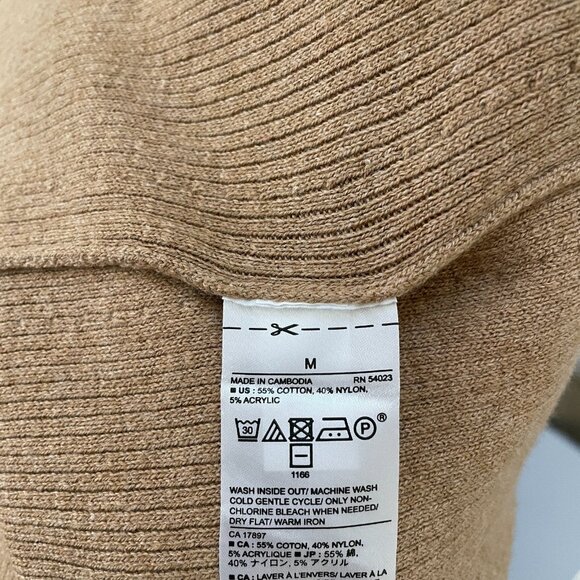 M
MADE IN CAMBODIA RN 54023
■ US : 55% COTTON, 40% NYLON,
5% ACRYLIC
30 P ®
1166
WASH INSIDE OUT/ MACHINE WASH
COLD GENTLE CYCLE/ ONLY NON-
CHLORINE BLEACH WHEN NEEDED/
DRY FLAT/ WARM IRON
CA 17897
■ CA : 55% COTON, 40% NYLON,
5% ACRYLIQUE ■ JP : 55% 綿,
40% ナイロン, 5% アクリル
■ CA : LAVER À L'ENVERS/ LAVER À LA